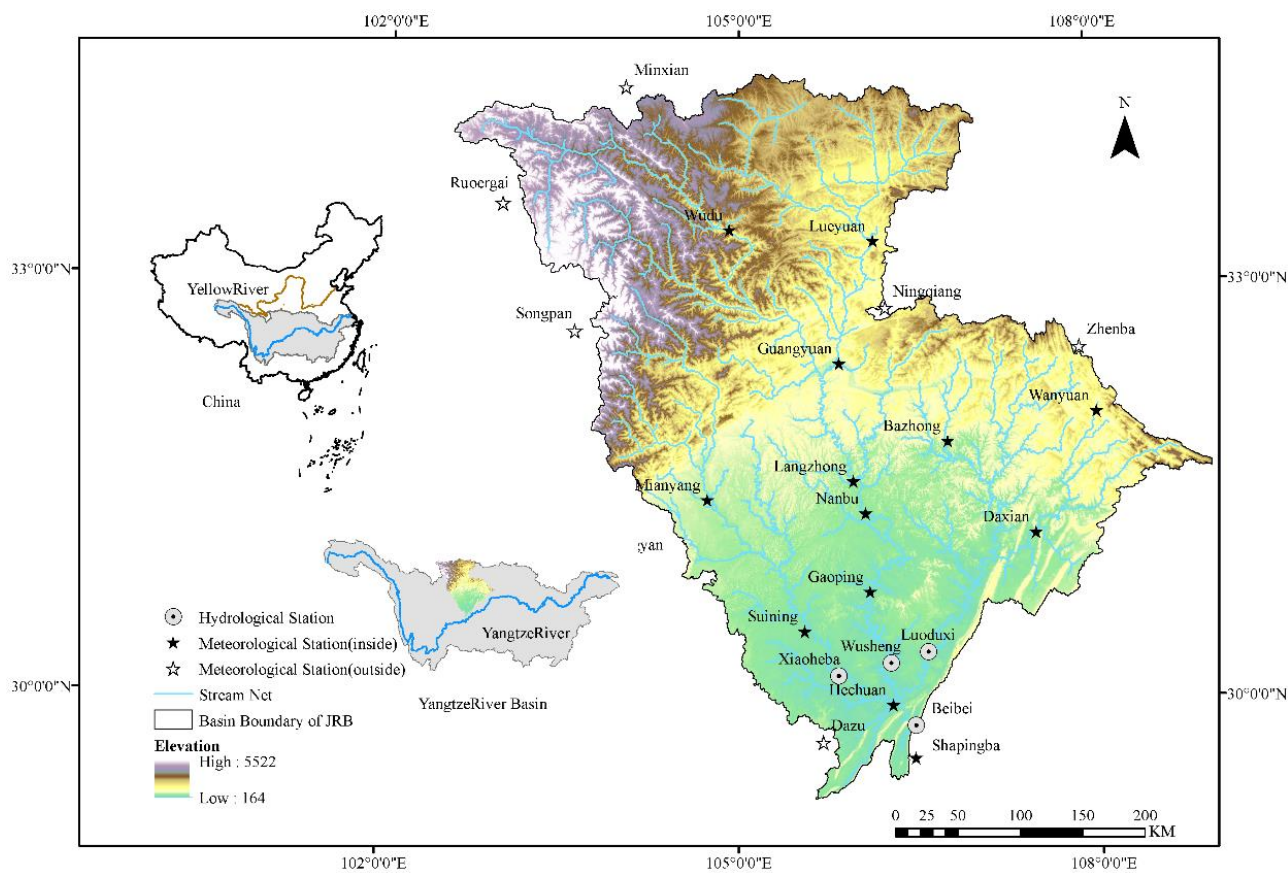 102°0'0"E
105°0'0"E
108°0'0"E
Minxian
N
Ruoergai
Wudu
Lueyuan
33°0'0"N
33°0'0"N
YellowRiver
Ningqiang
Songpan
Zhenba
Guangyuan
China
Wanyuan
Bazhong
Langzhong
Mianyang
Nanbu
Daxian
gyan
Gaoping
Hydrological Station
Suining
Luoduxi
Meteorological Station(inside)
YangtzeRiver
Wusheng
Meteorological Station(outside)
Xiaoheba
30°0'0"N
Stream Net
Hechuan
30°0'0"N
YangtzeRiver Basin
Basin Boundary of JRB
Beibei
Dazu
Elevation
Shapingba
High : 5522
Low : 164
0 25 50 100 150 200
KM
102°0'0"E
105°0'0"E
108°0'0"E